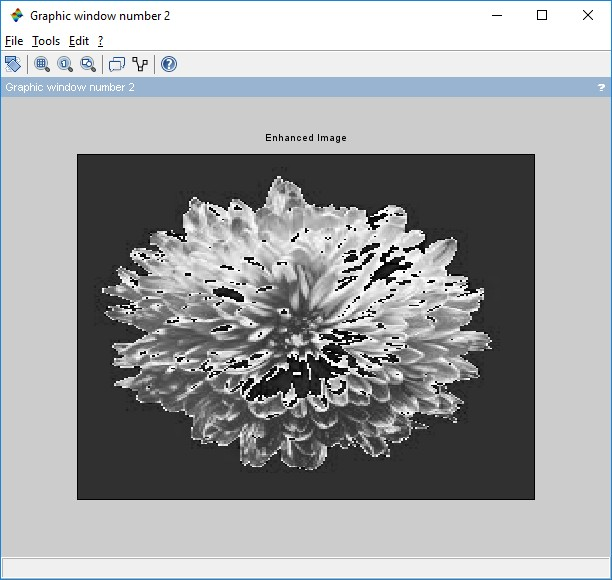 Graphic window number 2
File Tools Edit ?
Graphic window number 2 ?
Enhanced Image